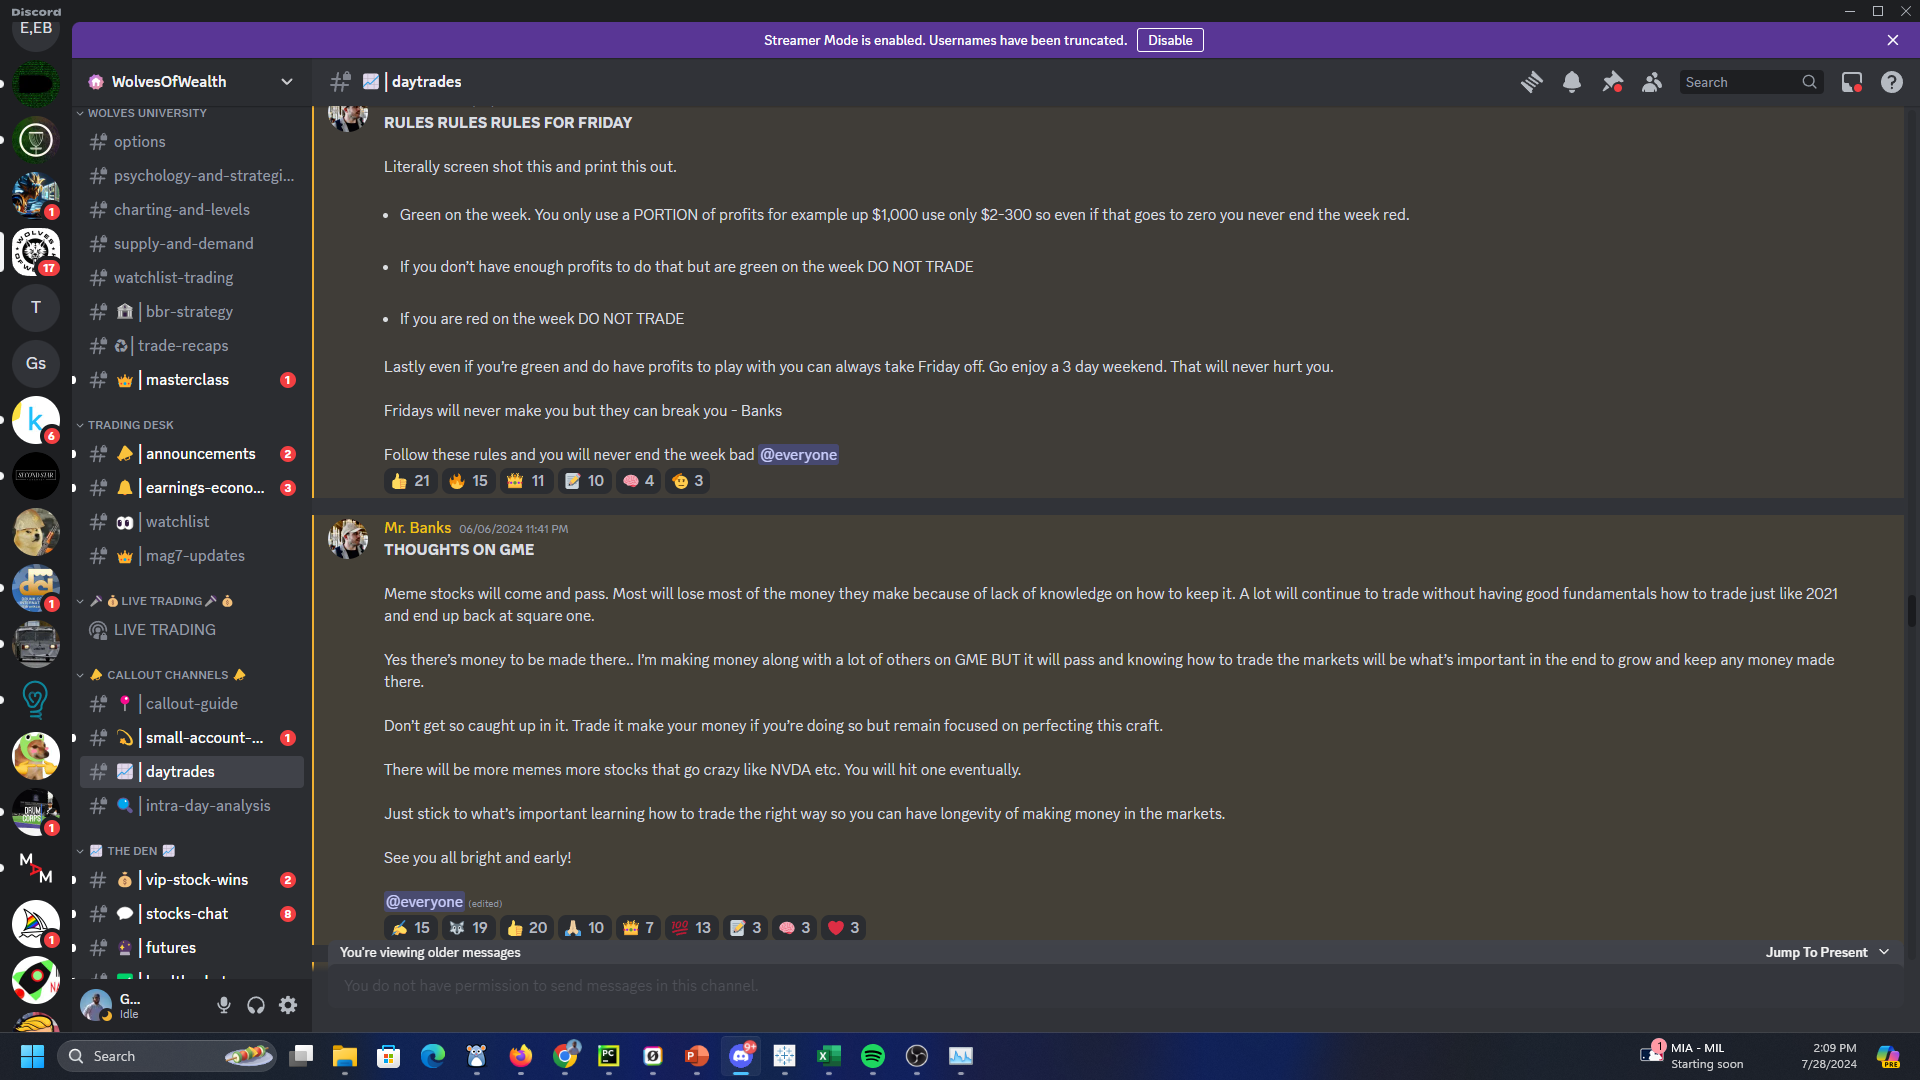 Discord
E,EB
Streamer Mode is enabled. Usernames have been truncated.
Disable
WolvesOfWealth
| daytrades
Search
WOLVES UNIVERSITY
options
psychology-and-strategi...
charting-and-levels
supply-and-demand
watchlist-trading
| bbr-strategy
| trade-recaps
| masterclass
1
TRADING DESK
| announcements
2
| earnings-econo...
3
| watchlist
| mag7-updates
LIVE TRADING
LIVE TRADING
CALLOUT CHANNELS
| callout-guide
| small-account-...
1
| daytrades
| intra-day-analysis
THE DEN
| vip-stock-wins
2
| stocks-chat
8
| futures
G...
Idle
1
WOLVES
17
T
Gs
k
6
SECOND STAR
dci
1
DRUM CORPS
1
M A M
1
RULES RULES RULES FOR FRIDAY
Literally screen shot this and print this out.
• Green on the week. You only use a PORTION of profits for example up $1,000 use only $2-300 so even if that goes to zero you never end the week red.
• If you don’t have enough profits to do that but are green on the week DO NOT TRADE
• If you are red on the week DO NOT TRADE
Lastly even if you’re green and do have profits to play with you can always take Friday off. Go enjoy a 3 day weekend. That will never hurt you.
Fridays will never make you but they can break you - Banks
Follow these rules and you will never end the week bad @everyone
21 15 11 10 4 3
Mr. Banks 06/06/2024 11:41 PM
THOUGHTS ON GME
Meme stocks will come and pass. Most will lose most of the money they make because of lack of knowledge on how to keep it. A lot will continue to trade without having good fundamentals how to trade just like 2021
and end up back at square one.
Yes there’s money to be made there.. I’m making money along with a lot of others on GME BUT it will pass and knowing how to trade the markets will be what’s important in the end to grow and keep any money made
there.
Don’t get so caught up in it. Trade it make your money if you’re doing so but remain focused on perfecting this craft.
There will be more memes more stocks that go crazy like NVDA etc. You will hit one eventually.
Just stick to what’s important learning how to trade the right way so you can have longevity of making money in the markets.
See you all bright and early!
@everyone (edited)
15 19 20 10 7 100 13 3 3 3
You're viewing older messages
Jump To Present
You do not have permission to send messages in this channel.
Search
PC
P
9+
X
1
MIA - MIL
Starting soon
2:09 PM
7/28/2024
PRE